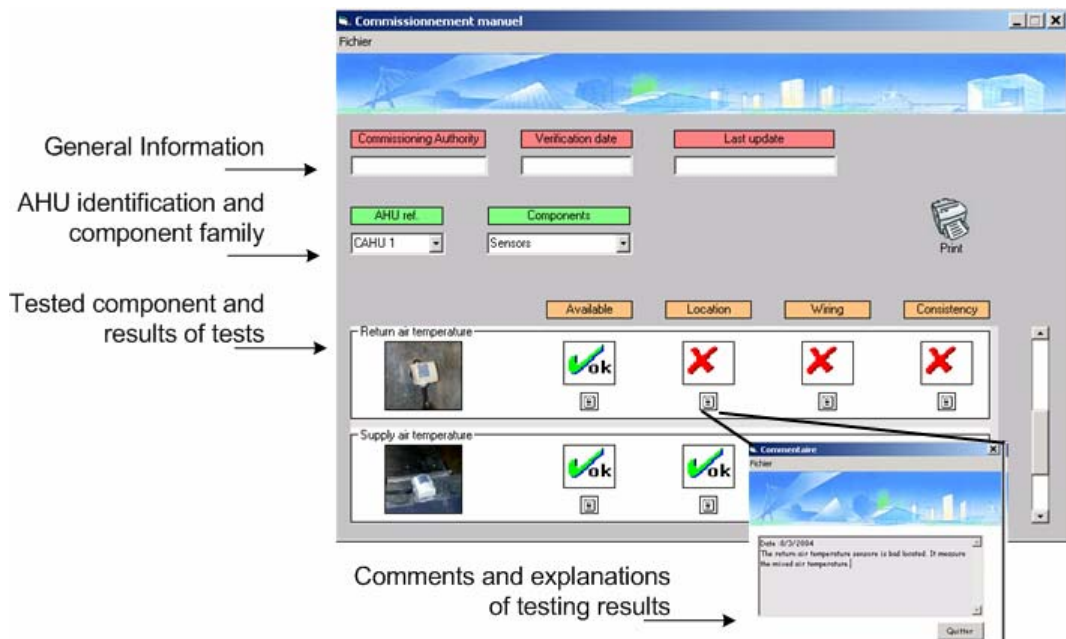 Commissionnement manuel
Fichier
General Information
Commissioning Authority
Verification date
Last update
AHU identification and
component family
AHU ref.
Components
CAHU 1
Sensors
Print
Tested component and
results of tests
Available
Location
Wiring
Consistency
Return air temperature
ok
Supply air temperature
ok
ok
Commentaire
Fichier
Date :8/3/2004
The return air temperature sensore is bad located. It measure
the mixed air temperature.
Quitter
Comments and explanations
of testing results